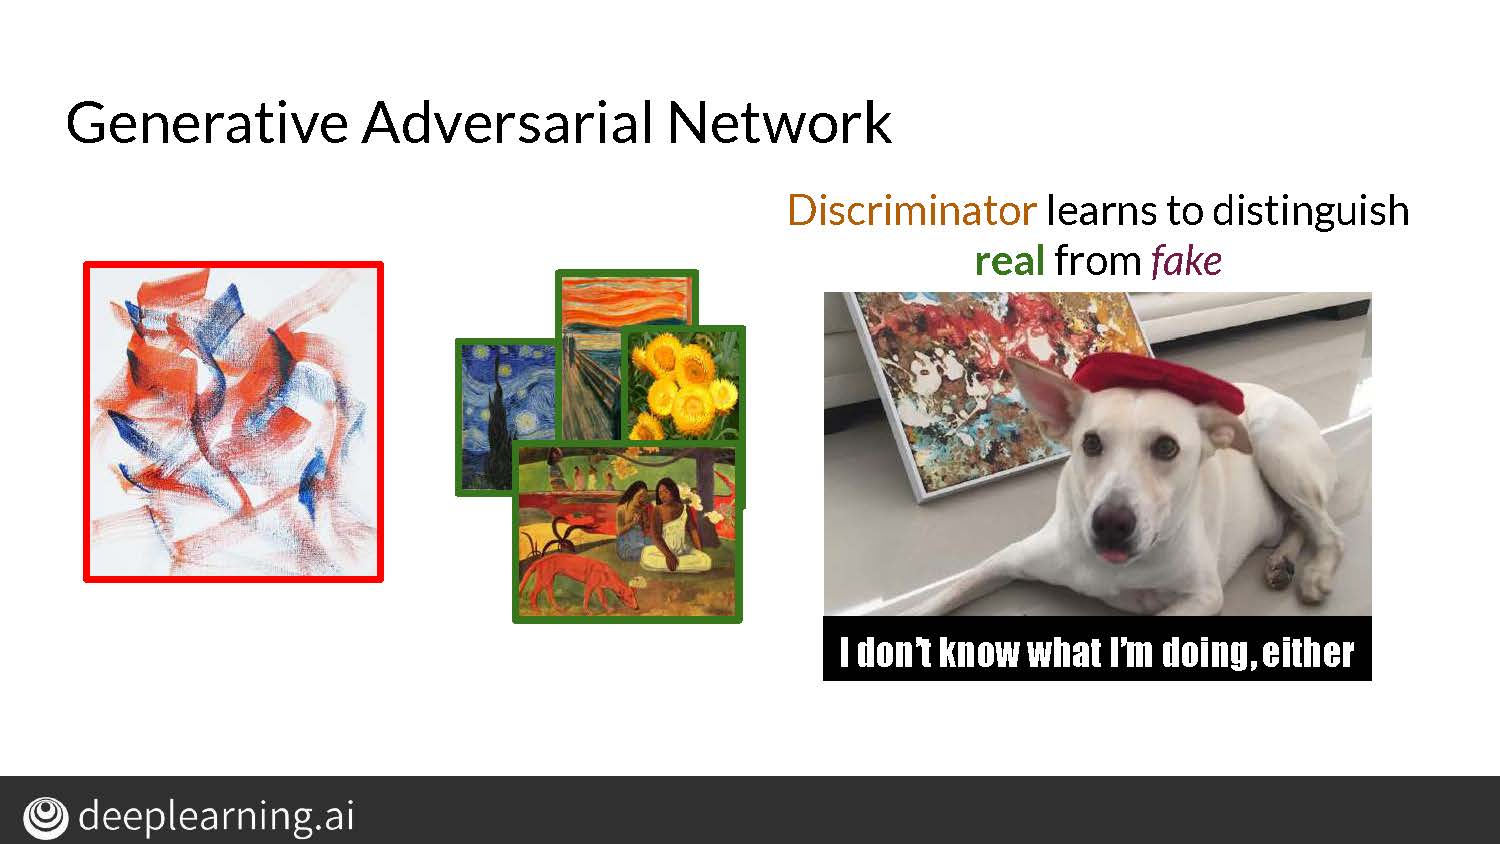 Generative Adversarial Network
Discriminator learns to distinguish
real from fake
I don't know what I'm doing, either
deeplearning.ai